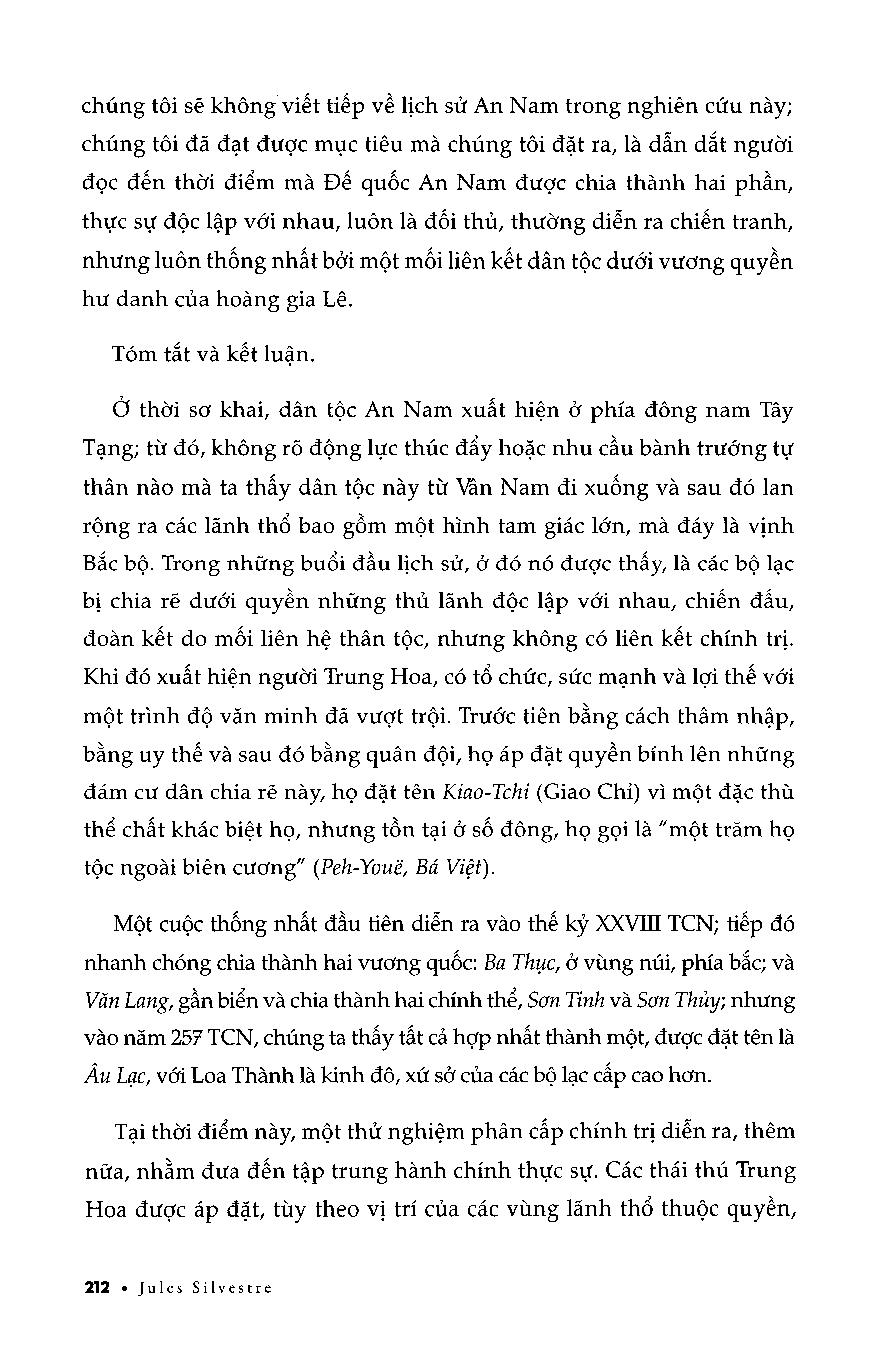 chúng tôi sẽ không viết tiếp về lịch sử An Nam trong nghiên cứu này;
chúng tôi đã đạt được mục tiêu mà chúng tôi đặt ra, là dẫn dắt người
đọc đến thời điểm mà Đế quốc An Nam được chia thành hai phần,
thực sự độc lập với nhau, luôn là đối thủ, thường diễn ra chiến tranh,
nhưng luôn thống nhất bởi một mối liên kết dân tộc dưới vương quyền
hư danh của hoàng gia Lê.
Tóm tắt và kết luận.
Ở thời sơ khai, dân tộc An Nam xuất hiện ở phía đông nam Tây
Tạng; từ đó, không rõ động lực thúc đẩy hoặc nhu cầu bành trướng tự
thân nào mà ta thấy dân tộc này từ Vân Nam đi xuống và sau đó lan
rộng ra các lãnh thổ bao gồm một hình tam giác lớn, mà đáy là vịnh
Bắc bộ. Trong những buổi đầu lịch sử, ở đó nó được thấy, là các bộ lạc
bị chia rẽ dưới quyền những thủ lãnh độc lập với nhau, chiến đấu,
đoàn kết do mối liên hệ thân tộc, nhưng không có liên kết chính trị.
Khi đó xuất hiện người Trung Hoa, có tổ chức, sức mạnh và lợi thế với
một trình độ văn minh đã vượt trội. Trước tiên bằng cách thâm nhập,
bằng uy thế và sau đó bằng quân đội, họ áp đặt quyền bính lên những
đám cư dân chia rẽ này, họ đặt tên Kiao-Tchi (Giao Chỉ) vì một đặc thù
thể chất khác biệt họ, nhưng tồn tại ở số đông, họ gọi là “một trăm họ
tộc ngoài biên cương” (Peh-Youë, Bá Việt).
Một cuộc thống nhất đầu tiên diễn ra vào thế kỷ XXVIII TCN; tiếp đó
nhanh chóng chia thành hai vương quốc: Ba Thục, ở vùng núi, phía bắc; và
Văn Lang, gần biển và chia thành hai chính thể, Sơn Tinh và Sơn Thủy; nhưng
vào năm 257 TCN, chúng ta thấy tất cả hợp nhất thành một, được đặt tên là
Âu Lạc, với Loa Thành là kinh đô, xứ sở của các bộ lạc cấp cao hơn.
Tại thời điểm này, một thử nghiệm phân cấp chính trị diễn ra, thêm
nữa, nhằm đưa đến tập trung hành chính thực sự. Các thái thú Trung
Hoa được áp đặt, tùy theo vị trí của các vùng lãnh thổ thuộc quyền,
212 • Jules Silvestre